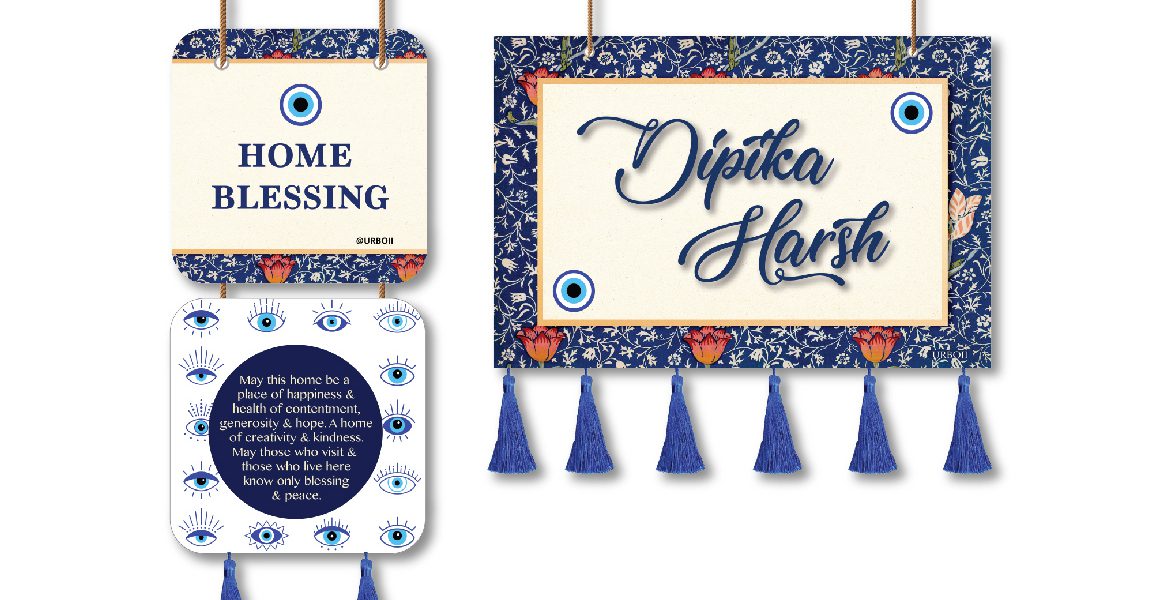 HOME
BLESSING
@URBOII
May this home be a
place of happiness &
health of contentment,
generosity & hope. A home
of creativity & kindness.
May those who visit &
those who live here
know only blessing
& peace.
Dipika
Harsh
URBOII